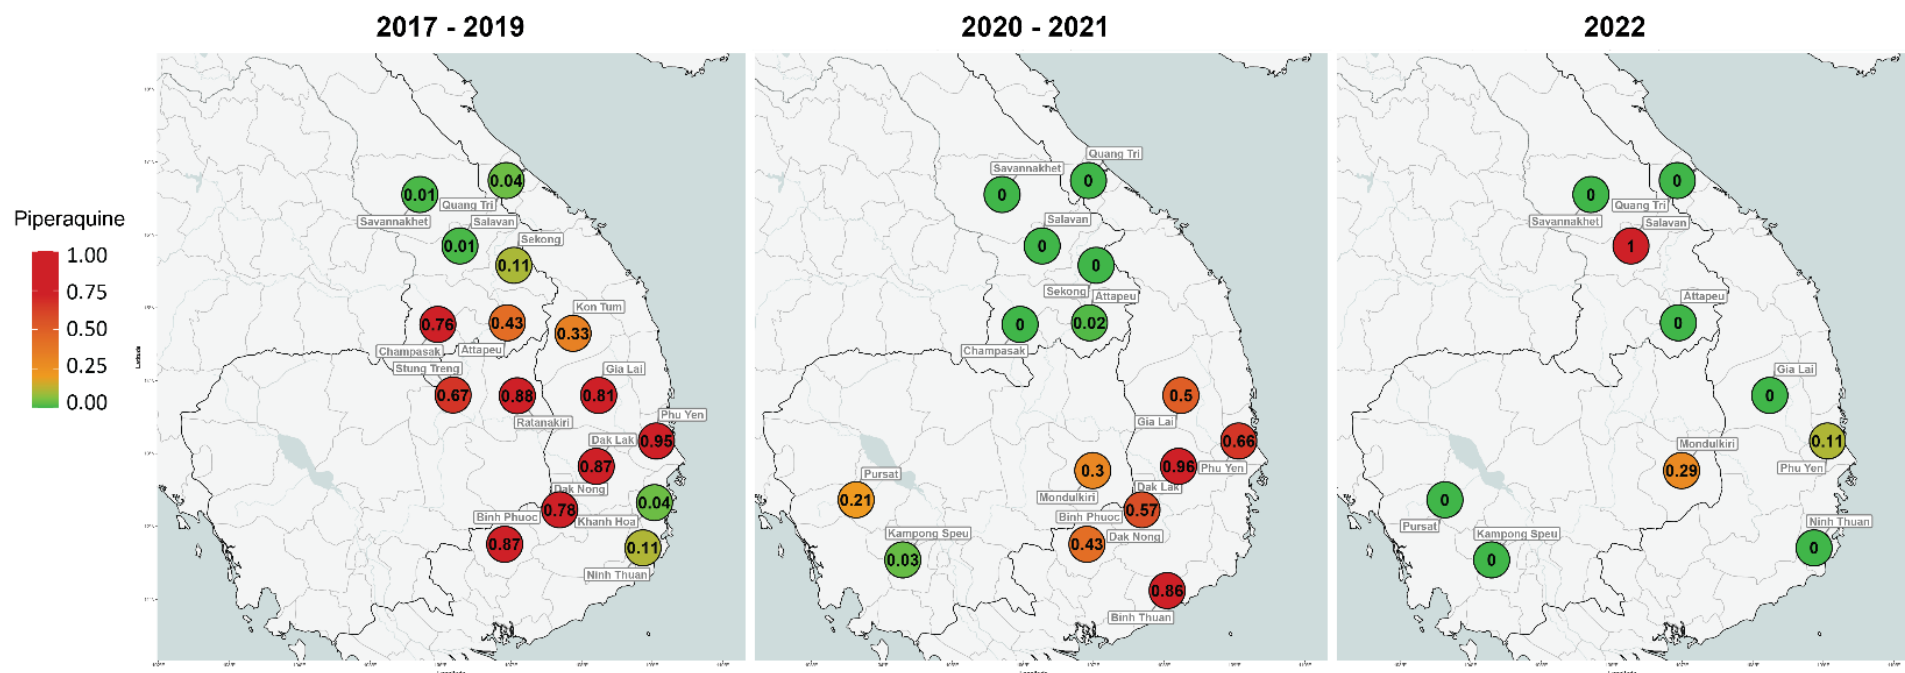 2017 - 2019
2020 - 2021
2022
Piperaquine
1.00
0.75
0.50
0.25
0.00
0.04
0.01
Quang Tri
Savannakhet
Salavan
0.01
Sekong
0.11
Kon Tum
0.76
0.43
0.33
Champasak
Attapeu
Stung Treng
Gia Lai
0.67
0.88
0.81
Ratanakiri
Phu Yen
Dak Lak
0.95
0.87
Dak Nong
0.04
0.78
Binh Phuoc
Khanh Hoa
0.87
0.11
Ninh Thuan
Quang Tri
Savannakhet
0
0
Salavan
0
0
Sekong
Attapeu
0
0.02
Champasak
0.5
Gia Lai
0.66
Pursat
0.3
0.96
Phu Yen
Mondulkiri
Dak Lak
0.21
Binh Phuoc
0.57
Kampong Speu
0.43
Dak Nong
0.03
0.86
Binh Thuan
0
0
Quang Tri
Savannakhet
Salavan
1
Attapeu
0
Gia Lai
0
Mondulkiri
0.11
0.29
Phu Yen
0
Pursat
Ninh Thuan
Kampong Speu
0
0